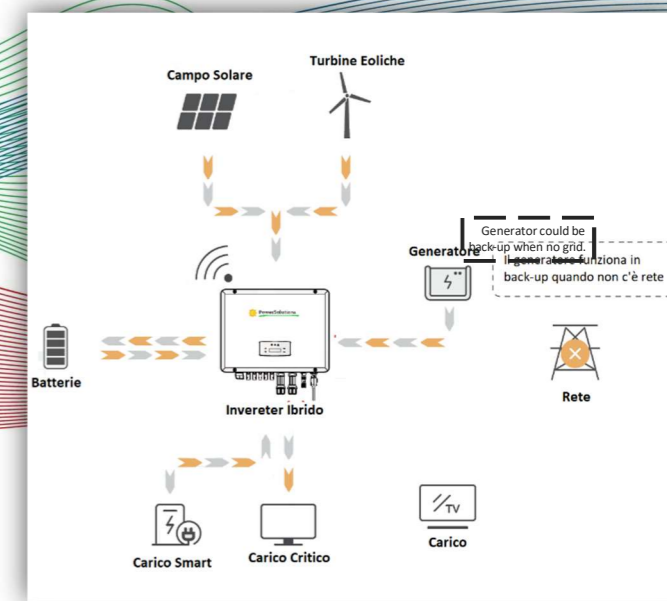 Turbine Eoliche
Campo Solare
Generator could be
back-up when no grid.
Generatore
Il generatore funziona in
back-up quando non c'è rete
PowerSolutions
Batterie
Invereter Ibrido
Rete
TV
Carico Smart
Carico Critico
Carico